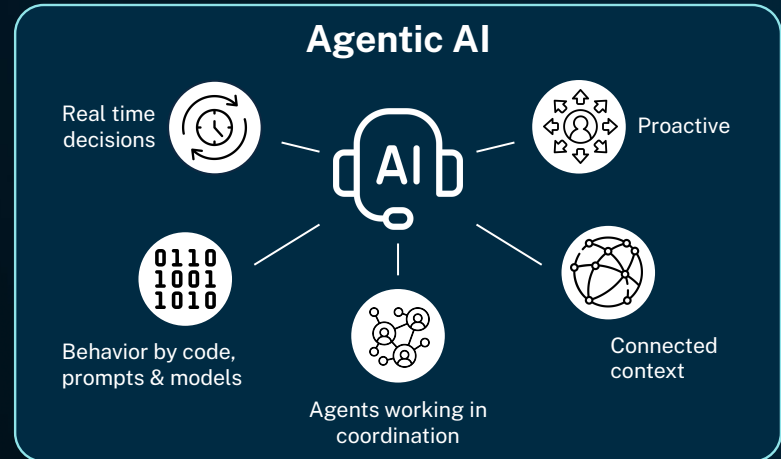 Agentic AI
Real time
decisions
AI
Proactive
0110
1001
1010
Behavior by code,
prompts & models
Agents working in
coordination
Connected
context